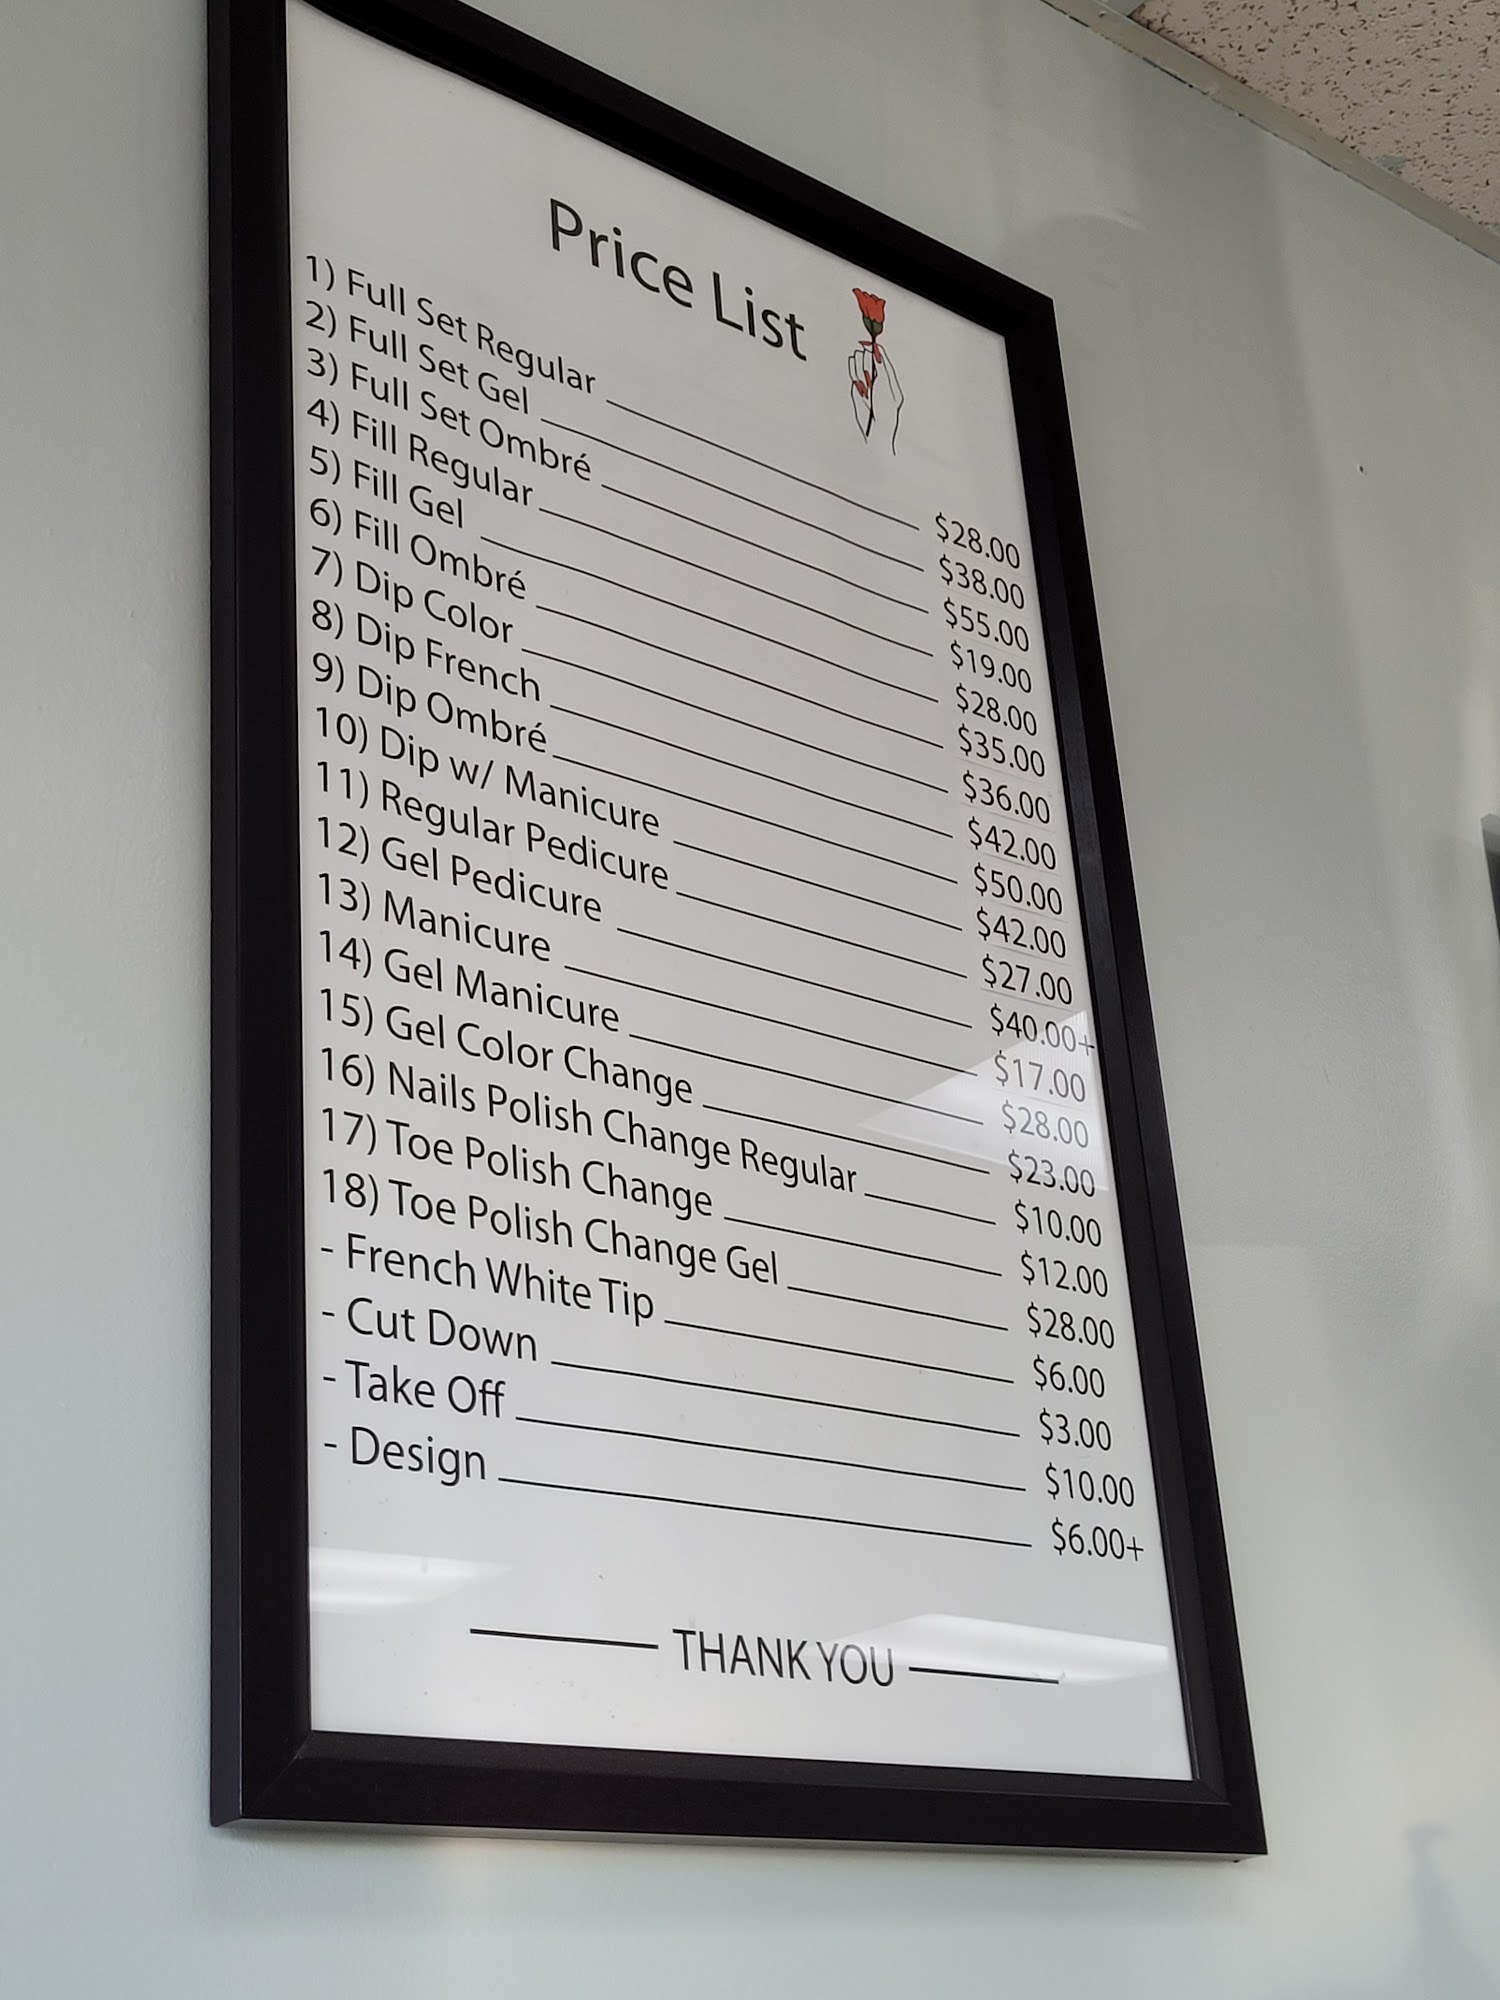 Price List
1) Full Set Regular $28.00
2) Full Set Gel $38.00
3) Full Set Ombré $55.00
4) Fill Regular $19.00
5) Fill Gel $28.00
6) Fill Ombré $35.00
7) Dip Color $36.00
8) Dip French $42.00
9) Dip Ombré $50.00
10) Dip w/ Manicure $42.00
11) Regular Pedicure $27.00
12) Gel Pedicure $40.00+
13) Manicure $17.00
14) Gel Manicure $28.00
15) Gel Color Change $23.00
16) Nails Polish Change Regular $10.00
17) Toe Polish Change $12.00
18) Toe Polish Change Gel $28.00
- French White Tip $6.00
- Cut Down $3.00
- Take Off $10.00
- Design $6.00+
THANK YOU